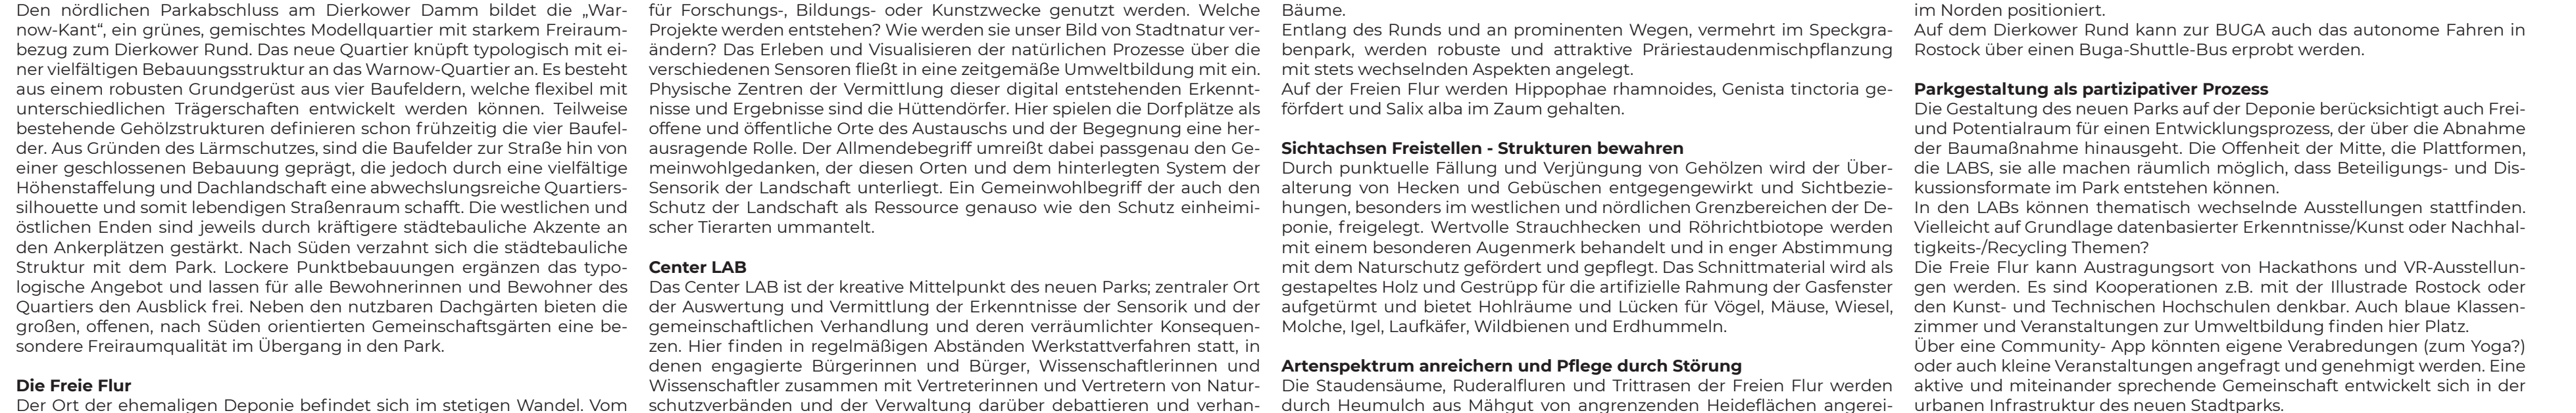 Den nördlichen Parkabschluss am Dierkower Damm bildet die „War-
now-Kant“, ein grünes, gemischtes Modellquartier mit starkem Freiraum-
bezug zum Dierkower Rund. Das neue Quartier knüpft typologisch mit ei-
ner vielfältigen Bebauungsstruktur an das Warnow-Quartier an. Es besteht
aus einem robusten Grundgerüst aus vier Baufeldern, welche flexibel mit
unterschiedlichen Trägerschaften entwickelt werden können. Teilweise
bestehende Gehölzstrukturen definieren schon frühzeitig die vier Baufel-
der. Aus Gründen des Lärmschutzes, sind die Baufelder zur Straße hin von
einer geschlossenen Bebauung geprägt, die jedoch durch eine vielfältige
Höhenstaffelung und Dachlandschaft eine abwechslungsreiche Quartiers-
silhouette und somit lebendigen Straßenraum schafft. Die westlichen und
östlichen Enden sind jeweils durch kräftigere städtebauliche Akzente an
den Ankerplätzen gestärkt. Nach Süden verzahnt sich die städtebauliche
Struktur mit dem Park. Lockere Punktbebauungen ergänzen das typo-
logische Angebot und lassen für alle Bewohnerinnen und Bewohner des
Quartiers den Ausblick frei. Neben den nutzbaren Dachgärten bieten die
großen, offenen, nach Süden orientierten Gemeinschaftsgärten eine be-
sondere Freiraumqualität im Übergang in den Park.
Die Freie Flur
Der Ort der ehemaligen Deponie befindet sich im stetigen Wandel. Vom
für Forschungs-, Bildungs- oder Kunstzwecke genutzt werden. Welche
Projekte werden entstehen? Wie werden sie unser Bild von Stadtnatur ver-
ändern? Das Erleben und Visualisieren der natürlichen Prozesse über die
verschiedenen Sensoren fließt in eine zeitgemäße Umweltbildung mit ein.
Physische Zentren der Vermittlung dieser digital entstehenden Erkennt-
nisse und Ergebnisse sind die Hüttendörfer. Hier spielen die Dorfplätze als
offene und öffentliche Orte des Austauschs und der Begegnung eine her-
ausragende Rolle. Der Allmendebegriff umreißt dabei passgenau den Ge-
meinwohlgedanken, der diesen Orten und dem hinterlegten System der
Sensorik der Landschaft unterliegt. Ein Gemeinwohlbegriff der auch den
Schutz der Landschaft als Ressource genauso wie den Schutz einheimi-
scher Tierarten ummantelt.
Center LAB
Das Center LAB ist der kreative Mittelpunkt des neuen Parks; zentraler Ort
der Auswertung und Vermittlung der Erkenntnisse der Sensorik und der
gemeinschaftlichen Verhandlung und deren verräumlichter Konsequen-
zen. Hier finden in regelmäßigen Abständen Werkstattverfahren statt, in
denen engagierte Bürgerinnen und Bürger, Wissenschaftlerinnen und
Wissenschaftler zusammen mit Vertreterinnen und Vertretern von Natur-
schutzverbänden und der Verwaltung darüber debattieren und verhan-
Bäume.
Entlang des Runds und an prominenten Wegen, vermehrt im Speckgra-
benpark, werden robuste und attraktive Präriestaudenmischpflanzung
mit stets wechselnden Aspekten angelegt.
Auf der Freien Flur werden Hippophae rhamnoides, Genista tinctoria ge-
förfdert und Salix alba im Zaum gehalten.
Sichtachsen Freistellen - Strukturen bewahren
Durch punktuelle Fällung und Verjüngung von Gehölzen wird der Über-
alterung von Hecken und Gebüschen entgegengewirkt und Sichtbezie-
hungen, besonders im westlichen und nördlichen Grenzbereichen der De-
ponie, freigelegt. Wertvolle Strauchhecken und Röhrichtbiotope werden
mit einem besonderen Augenmerk behandelt und in enger Abstimmung
mit dem Naturschutz gefördert und gepflegt. Das Schnittmaterial wird als
gestapeltes Holz und Gestrüpp für die artifizielle Rahmung der Gasfenster
aufgetürmt und bietet Hohlräume und Lücken für Vögel, Mäuse, Wiesel,
Molche, Igel, Laufkäfer, Wildbienen und Erdhummeln.
Artenspektrum anreichern und Pflege durch Störung
Die Staudensäume, Ruderalfluren und Trittrasen der Freien Flur werden
durch Heumulch aus Mähgut von angrenzenden Heideflächen angerei-
im Norden positioniert.
Auf dem Dierkower Rund kann zur BUGA auch das autonome Fahren in
Rostock über einen Buga-Shuttle-Bus erprobt werden.
Parkgestaltung als partizipativer Prozess
Die Gestaltung des neuen Parks auf der Deponie berücksichtigt auch Frei-
und Potentialraum für einen Entwicklungsprozess, der über die Abnahme
der Baumaßnahme hinausgeht. Die Offenheit der Mitte, die Plattformen,
die LABS, sie alle machen räumlich möglich, dass Beteiligungs- und Dis-
kussionsformate im Park entstehen können.
In den LABs können thematisch wechselnde Ausstellungen stattfinden.
Vielleicht auf Grundlage datenbasierter Erkenntnisse/Kunst oder Nachhal-
tigkeits-/Recycling Themen?
Die Freie Flur kann Austragungsort von Hackathons und VR-Ausstellun-
gen werden. Es sind Kooperationen z.B. mit der Illustrade Rostock oder
den Kunst- und Technischen Hochschulen denkbar. Auch blaue Klassen-
zimmer und Veranstaltungen zur Umweltbildung finden hier Platz.
Über eine Community- App könnten eigene Verabredungen (zum Yoga?)
oder auch kleine Veranstaltungen angefragt und genehmigt werden. Eine
aktive und miteinander sprechende Gemeinschaft entwickelt sich in der
urbanen Infrastruktur des neuen Stadtparks.